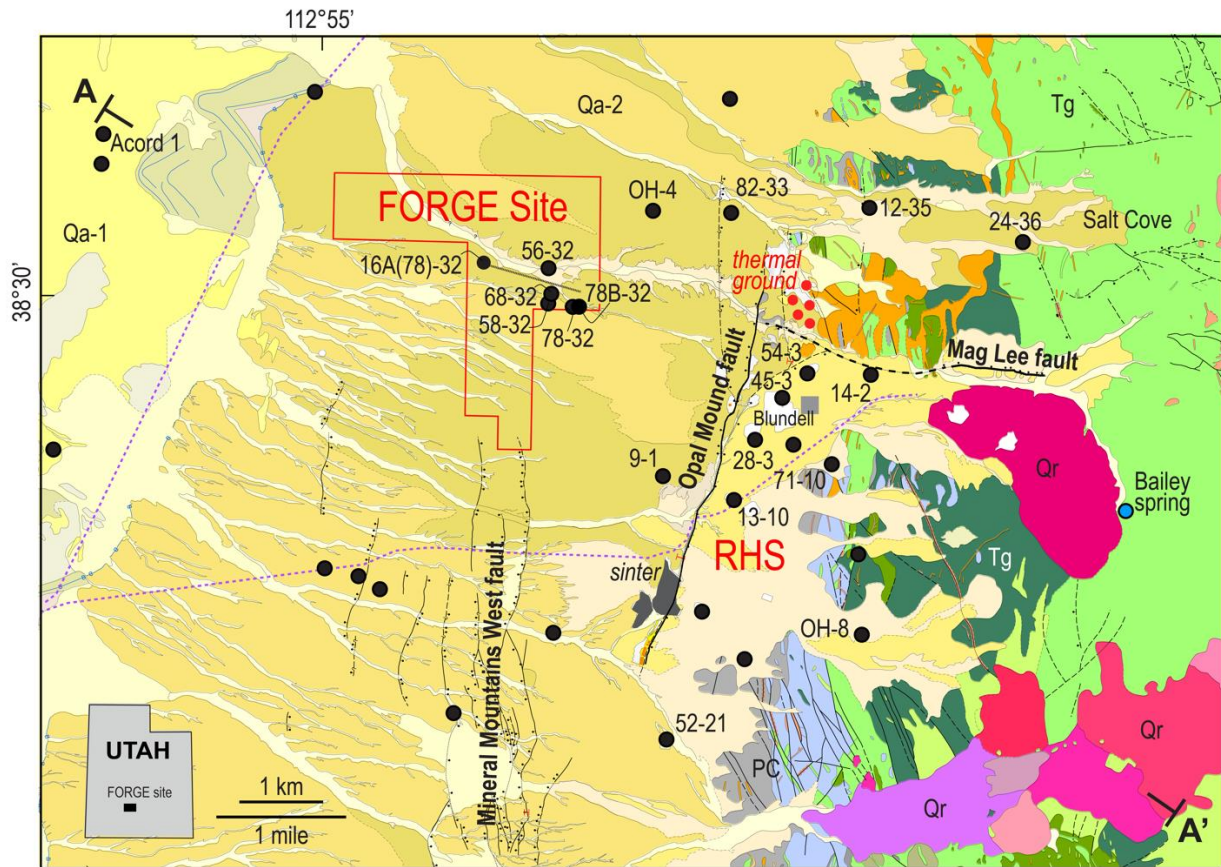 112°55’
A
Acord 1
Qa-2
Tg
Qa-1
FORGE Site
OH-4
82-33
12-35
24-36
Salt Cove
56-32
16A(78)-32
thermal
ground
38°30’
68-32
78B-32
58-32
78-32
Mag Lee fault
54-3
45-3
14-2
Blundell
Opal Mound fault
9-1
28-3
71-10
Qr
Bailey
spring
13-10
RHS
Tg
sinter
Mineral Mountains West fault
OH-8
52-21
PC
Qr
Qr
UTAH
FORGE site
1 km
1 mile
A’